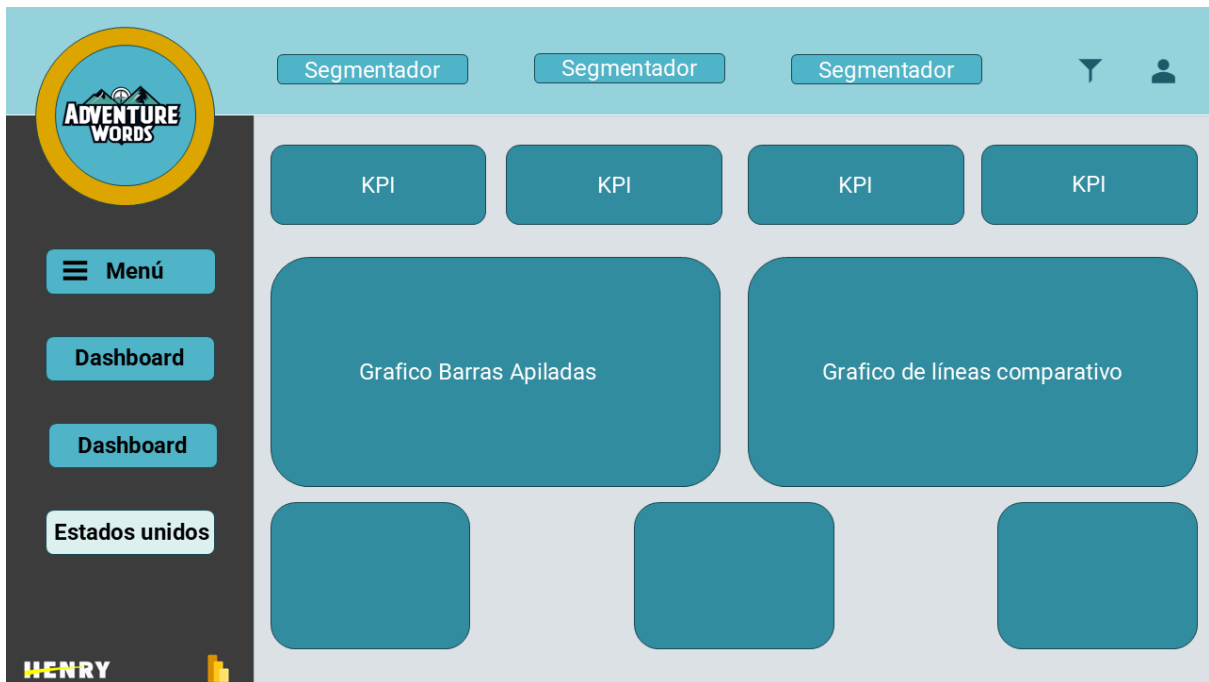 ADVENTURE
WORDS
Segmentador
Segmentador
Segmentador
KPI
KPI
KPI
KPI
Menú
Dashboard
Dashboard
Estados unidos
Grafico Barras Apiladas
Grafico de líneas comparativo
HENRY